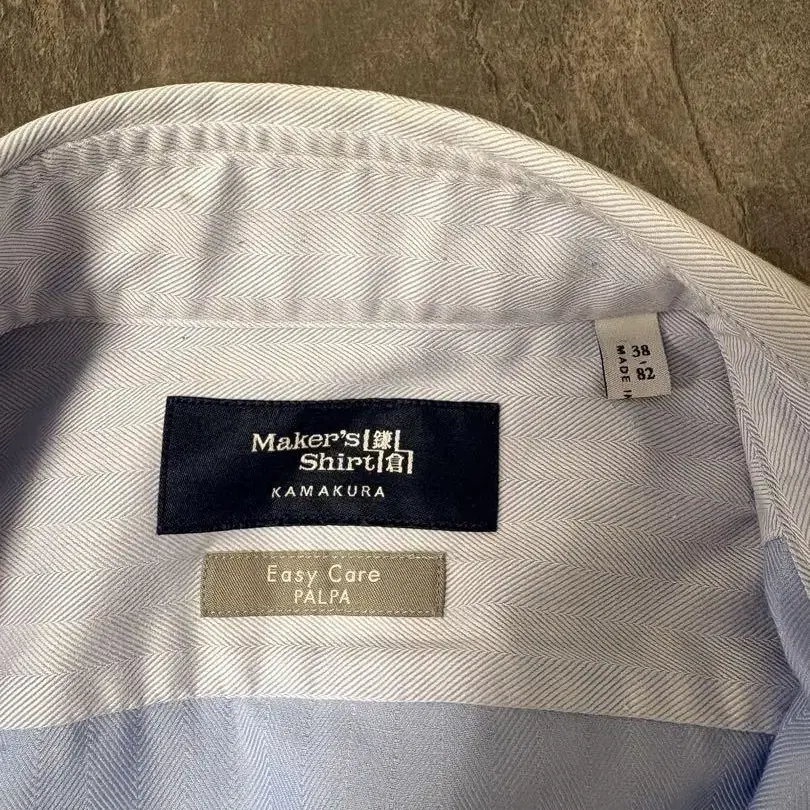 38
-
82
MADE IN
Maker's 鎌
Shirt 倉
KAMAKURA
Easy Care
PALPA